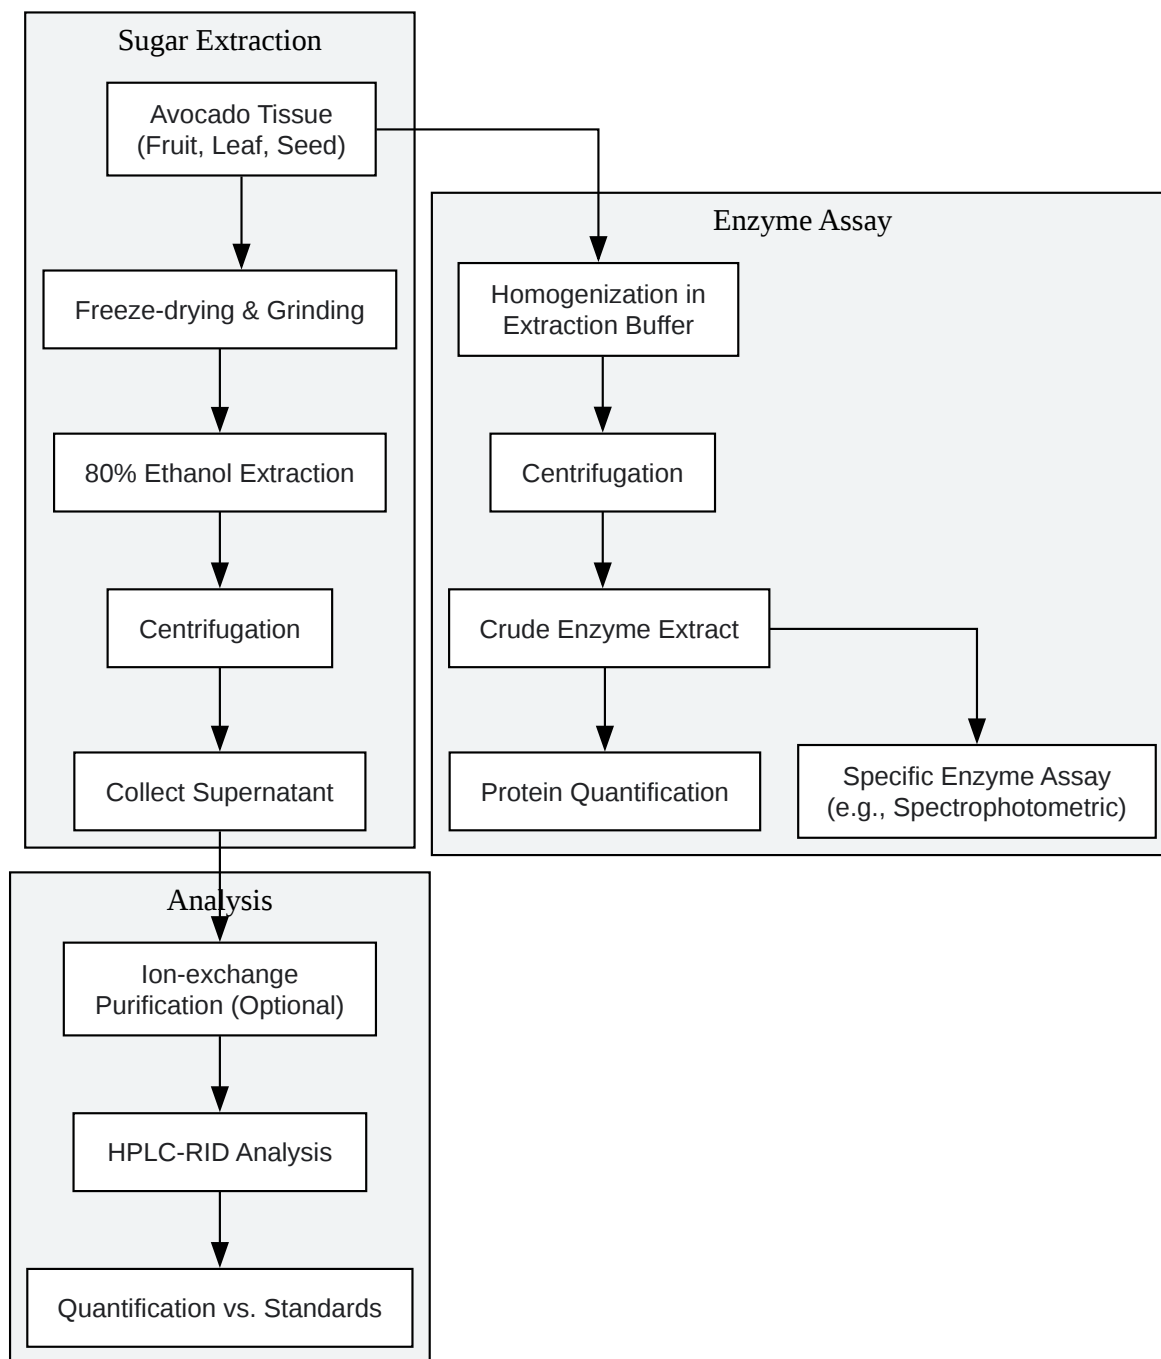 Sugar Extraction
Avocado Tissue
(Fruit, Leaf, Seed)
Freeze-drying & Grinding
80% Ethanol Extraction
Centrifugation
Collect Supernatant
Enzyme Assay
Homogenization in
Extraction Buffer
Centrifugation
Crude Enzyme Extract
Protein Quantification
Specific Enzyme Assay
(e.g., Spectrophotometric)
Analysis
Ion-exchange
Purification (Optional)
HPLC-RID Analysis
Quantification vs. Standards